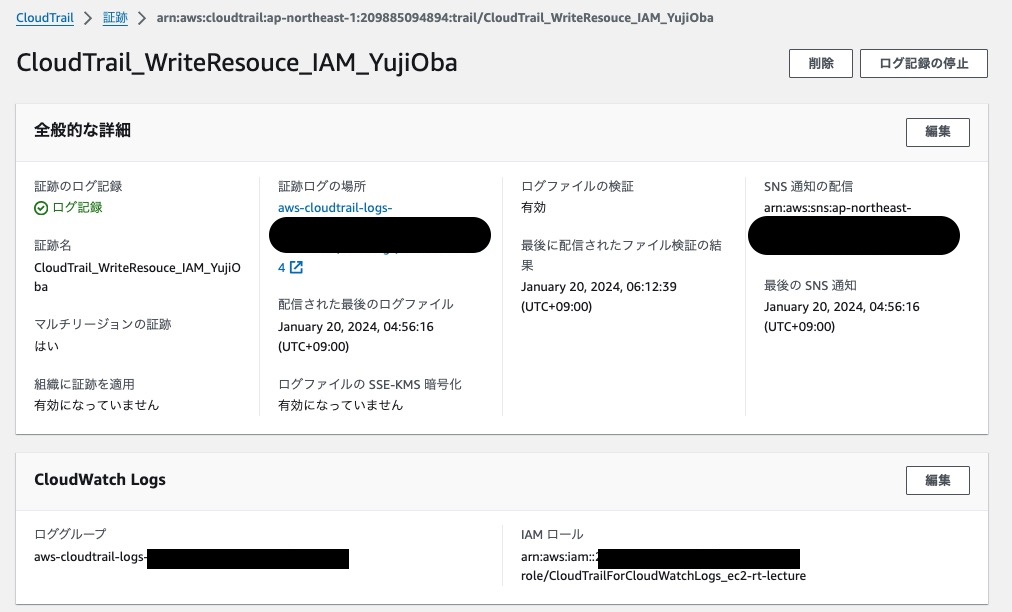 CloudTrail > 証跡 > arn:aws:cloudtrail:ap-northeast-1:209885094894:trail/CloudTrail_WriteResouce_IAM_YujiOba
CloudTrail_WriteResouce_IAM_YujiOba
削除
ログ記録の停止
全般的な詳細
編集
証跡のログ記録
ログ記録
証跡名
CloudTrail_WriteResouce_IAM_YujiO
ba
マルチリージョンの証跡
はい
組織に証跡を適用
有効になっていません
証跡ログの場所
aws-cloudtrail-logs-
4
配信された最後のログファイル
January 20, 2024, 04:56:16
(UTC+09:00)
ログファイルの SSE-KMS 暗号化
有効になっていません
ログファイルの検証
有効
最後に配信されたファイル検証の結
果
January 20, 2024, 06:12:39
(UTC+09:00)
SNS 通知の配信
arn:aws:sns:ap-northeast-
最後の SNS 通知
January 20, 2024, 04:56:16
(UTC+09:00)
CloudWatch Logs
編集
ロググループ
aws-cloudtrail-logs-
IAM ロール
arn:aws:iam::2
role/CloudTrailForCloudWatchLogs_ec2-rt-lecture